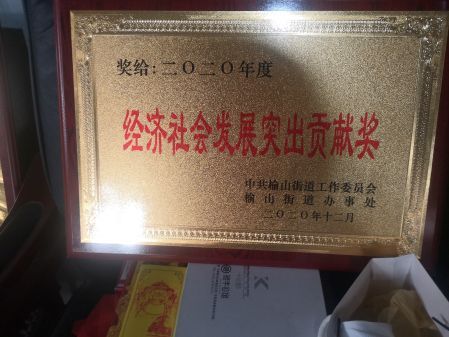 奖给：二〇二〇年度
经济社会发展突出贡献奖
中共榆山街道工作委员会
榆山街道办事处
二〇二〇年十二月
K